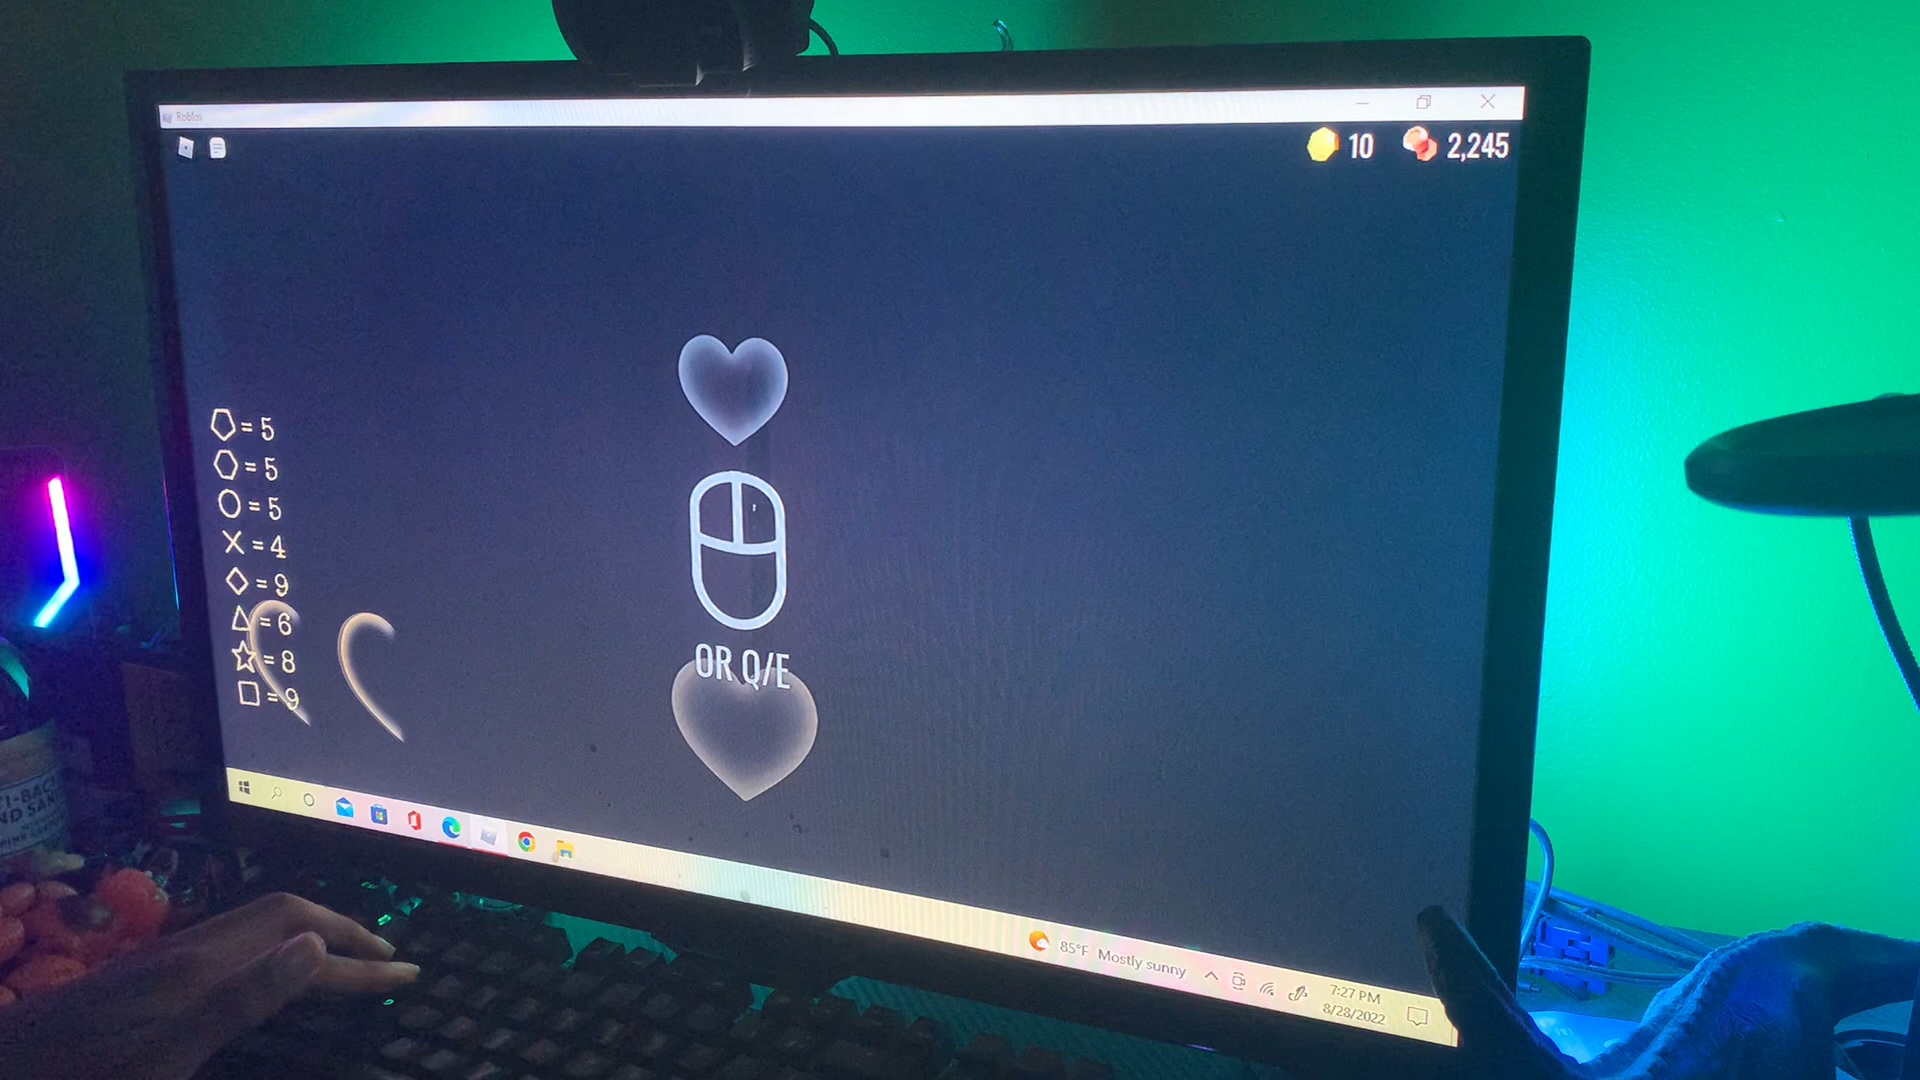 Roblox
10 2,245
= 5
= 5
= 5
X = 4
= 9
= 6
= 8
= 9
OR Q/E
85°F Mostly sunny
7:27 PM
8/28/2022